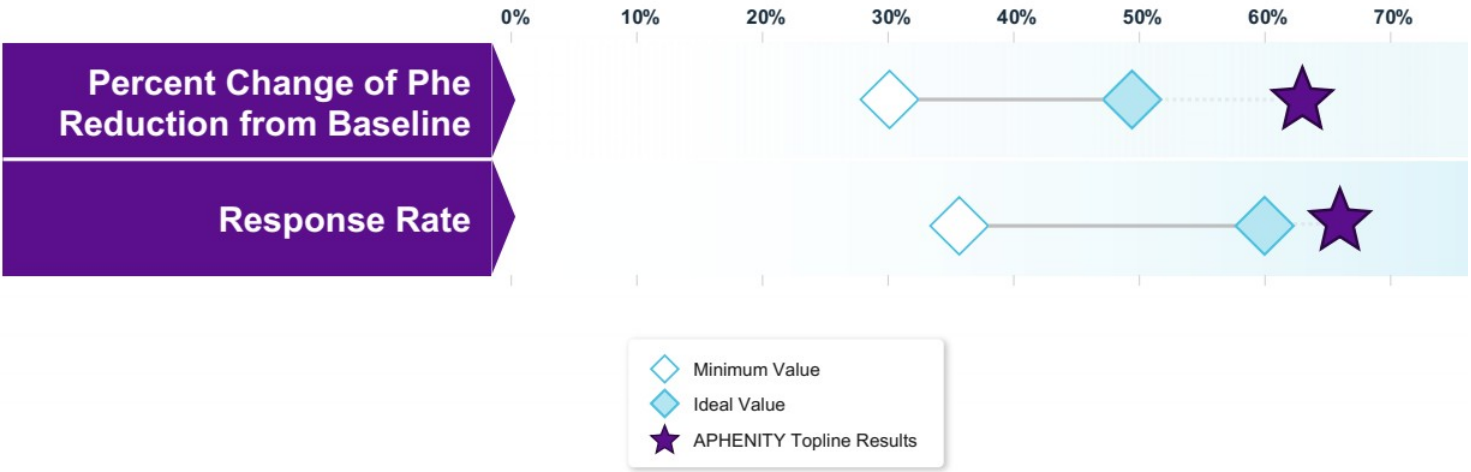 0% 10% 20% 30% 40% 50% 60% 70%
Percent Change of Phe
Reduction from Baseline
Response Rate
Minimum Value
Ideal Value
APHENITY Topline Results